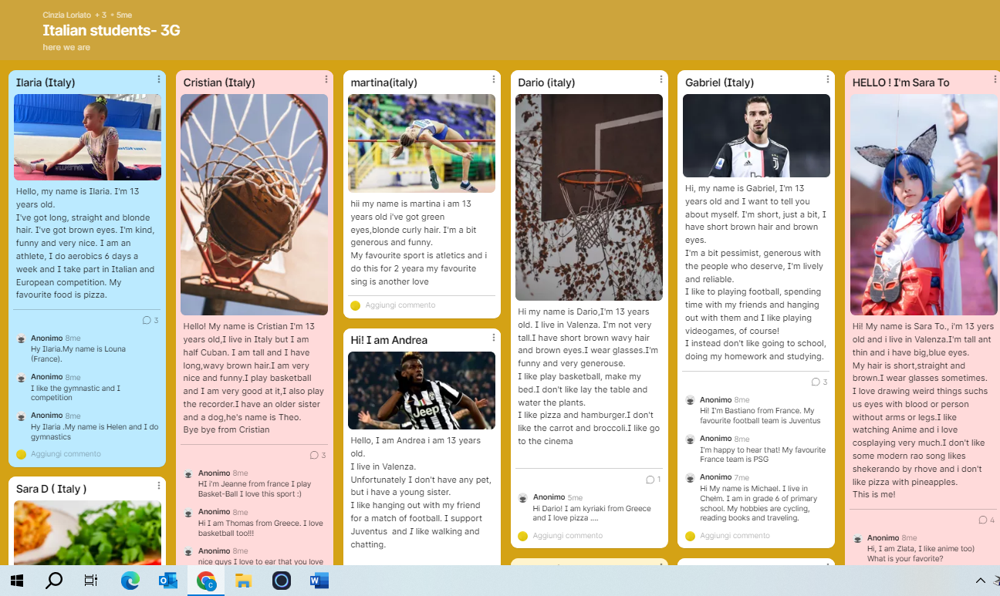 Cinzia Loriato + 3 • 5me
Italian students- 3G
here we are
Ilaria (Italy)
Hello, my name is Ilaria. I'm 13
years old.
I've got long, straight and blonde
hair. I've got brown eyes. I'm kind,
funny and very nice. I am an
athlete, I do aerobics 6 days a
week and I take part in Italian and
European competition. My
favourite food is pizza.
3
Anonimo 8me
Hy Ilaria.My name is Louna
(France).
Anonimo 8me
I like the gymnastic and I
competition
Anonimo 8me
Hy Ilaria .My name is Helen and I do
gymnastics
Aggiungi commento
Sara D ( Italy )
Cristian (Italy)
Hello! My name is Cristian I'm 13
years old,I live in Italy but I am
half Cuban. I am tall and I have
long,wavy brown hair.I am very
nice and funny.I play basketball
and I am very good at it,I also play
the recorder.I have an older sister
and a dog,he's name is Theo.
Bye bye from Cristian
3
Anonimo 8me
HI i'm Jeanne from france I play
Basket-Ball I love this sport :)
Anonimo 8me
Hi I am Thomas from Greece. I love
basketball too!!!
Anonimo 8me
nice guys I love to ear that you love
martina(italy)
hii my name is martina i am 13
years old i've got green
eyes,blonde curly hair. I'm a bit
generous and funny.
My favourite sport is atletics and i
do this for 2 yeara my favourite
sing is another love
Aggiungi commento
Hi! I am Andrea
Jeep
Hello, I am Andrea i am 13 years
old.
I live in Valenza.
Unfortunately I don't have any pet,
but i have a young sister.
I like hanging out with my friend
for a match of football. I support
Juventus and I like walking and
chatting.
Dario (italy)
Hi my name is Dario,I'm 13 years
old. I live in Valenza. I'm not very
tall.I have short brown wavy hair
and brown eyes.I wear glasses.I'm
funny and very generouse.
I like play basketball, make my
bed.I don't like lay the table and
water the plants.
I like pizza and hamburger.I don't
like the carrot and broccoli.I like go
to the cinema
1
Anonimo 5me
Hi Dario! I am kyriaki from Greece
and I love pizza ....
Aggiungi commento
Gabriel (Italy)
Hi, my name is Gabriel, I'm 13
years old and I want to tell you
about myself. I'm short, just a bit, I
have short brown hair and brown
eyes.
I'm a bit pessimist, generous with
the people who deserve, I'm lively
and reliable.
I like to playing football, spending
time with my friends and hanging
out with them and I like playing
videogames, of course!
I instead don't like going to school,
doing my homework and studying.
3
Anonimo 8me
Hi! I'm Bastiano from France. My
favourite football team is Juventus
Anonimo 8me
I'm happy to hear that! My favourite
France team is PSG
Anonimo 7me
Hi My name is Michael. I live in
Chełm. I am in grade 6 of primary
school. My hobbies are cycling,
reading books and traveling.
Aggiungi commento
HELLO ! I'm Sara To
Hi! My name is Sara To., i'm 13 yers
old and i live in Valenza.I'm tall ant
thin and i have big,blue eyes.
My hair is short,straight and
brown.I wear glasses sometimes.
I love drawing weird things suchs
us eyes with blood or person
without arms or legs.I like
watching Anime and i love
cosplaying very much.I don't like
some modern rao song likes
shekerando by rhove and i don't
like pizza with pineapples.
This is me!
4
Anonimo 8me
Hi, I am Zlata, I like anime too)
What is your favorite?